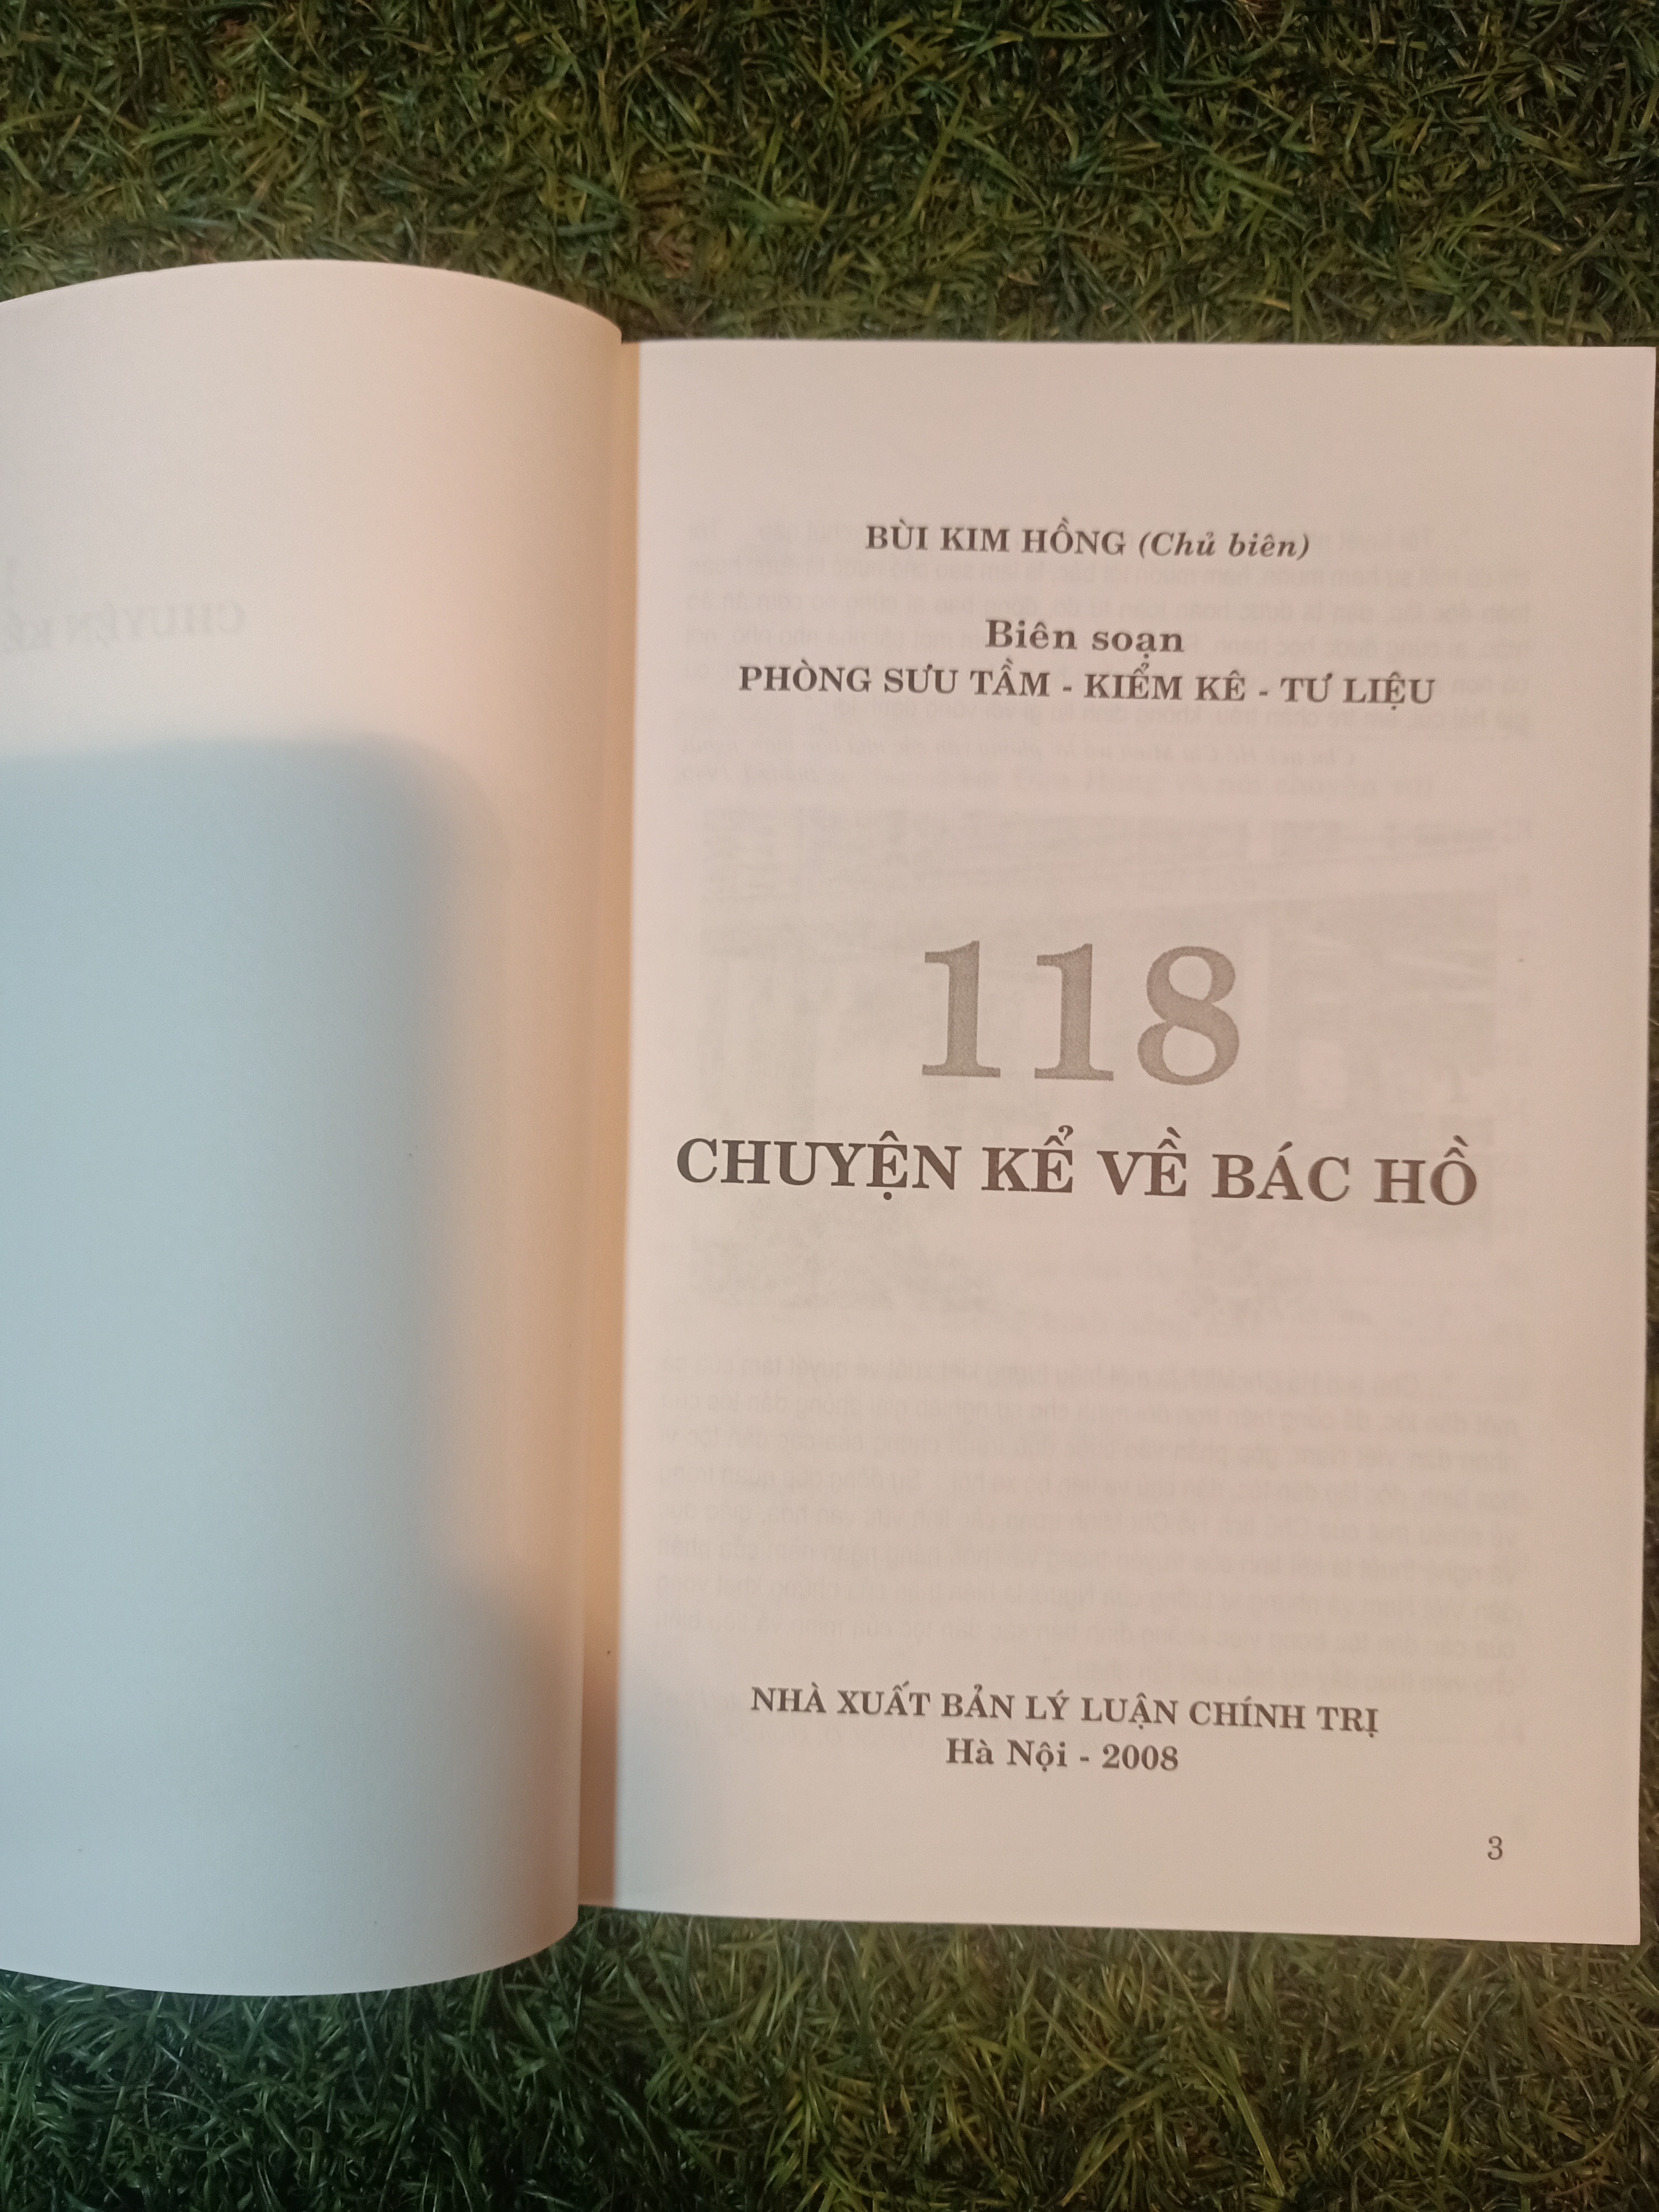 BÙI KIM HỒNG (Chủ biên)
Biên soạn
PHÒNG SƯU TẦM - KIỂM KÊ - TƯ LIỆU
118
CHUYỆN KỂ VỀ BÁC HỒ
NHÀ XUẤT BẢN LÝ LUẬN CHÍNH TRỊ
Hà Nội - 2008
3